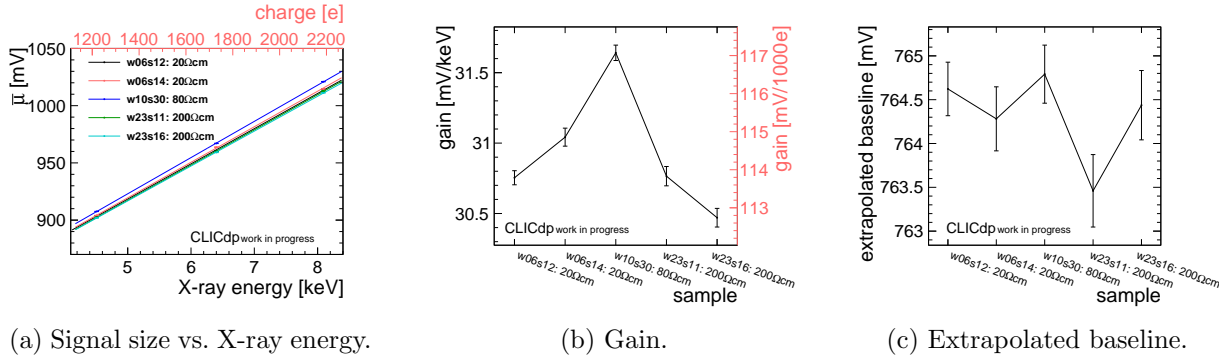 charge [e]
1200 1400 1600 1800 2000 2200
μ̅ [mV]
1050
1000
950
900
w06s12: 20Ωcm
w06s14: 20Ωcm
w10s30: 80Ωcm
w23s11: 200Ωcm
w23s16: 200Ωcm
CLICdp work in progress
5 6 7 8
X-ray energy [keV]
(a) Signal size vs. X-ray energy.
gain [mV/keV]
31.5
31
30.5
gain [mV/1000e]
117
116
115
114
113
CLICdp work in progress
w06s12: 20Ωcm
w06s14: 20Ωcm
w10s30: 80Ωcm
w23s11: 200Ωcm
w23s16: 200Ωcm
sample
(b) Gain.
extrapolated baseline [mV]
765
764.5
764
763.5
763
CLICdp work in progress
w06s12: 20Ωcm
w06s14: 20Ωcm
w10s30: 80Ωcm
w23s11: 200Ωcm
w23s16: 200Ωcm
sample
(c) Extrapolated baseline.